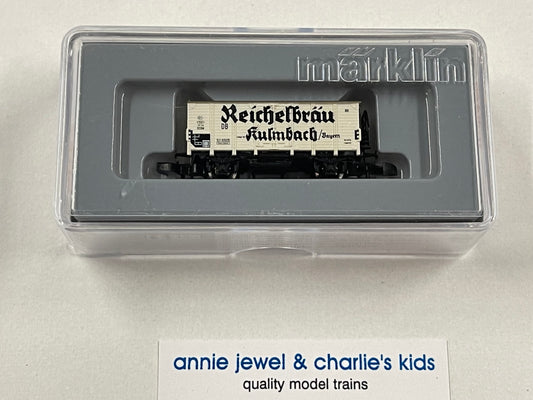 märklin
Reichelbräu
DB
Kulmbach/Bayern
annie jewel & charlie's kids
quality model trains